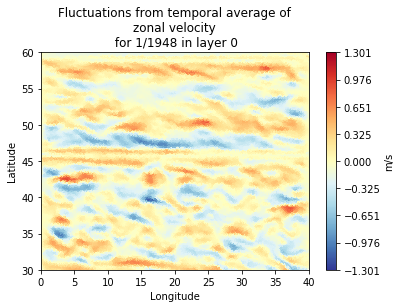 Fluctuations from temporal average of
zonal velocity
for 1/1948 in layer 0
60
55
50
45
40
35
30
Latitude
0 5 10 15 20 25 30 35 40
Longitude
1.301
0.976
0.651
0.325
0.000
−0.325
−0.651
−0.976
−1.301
m/s